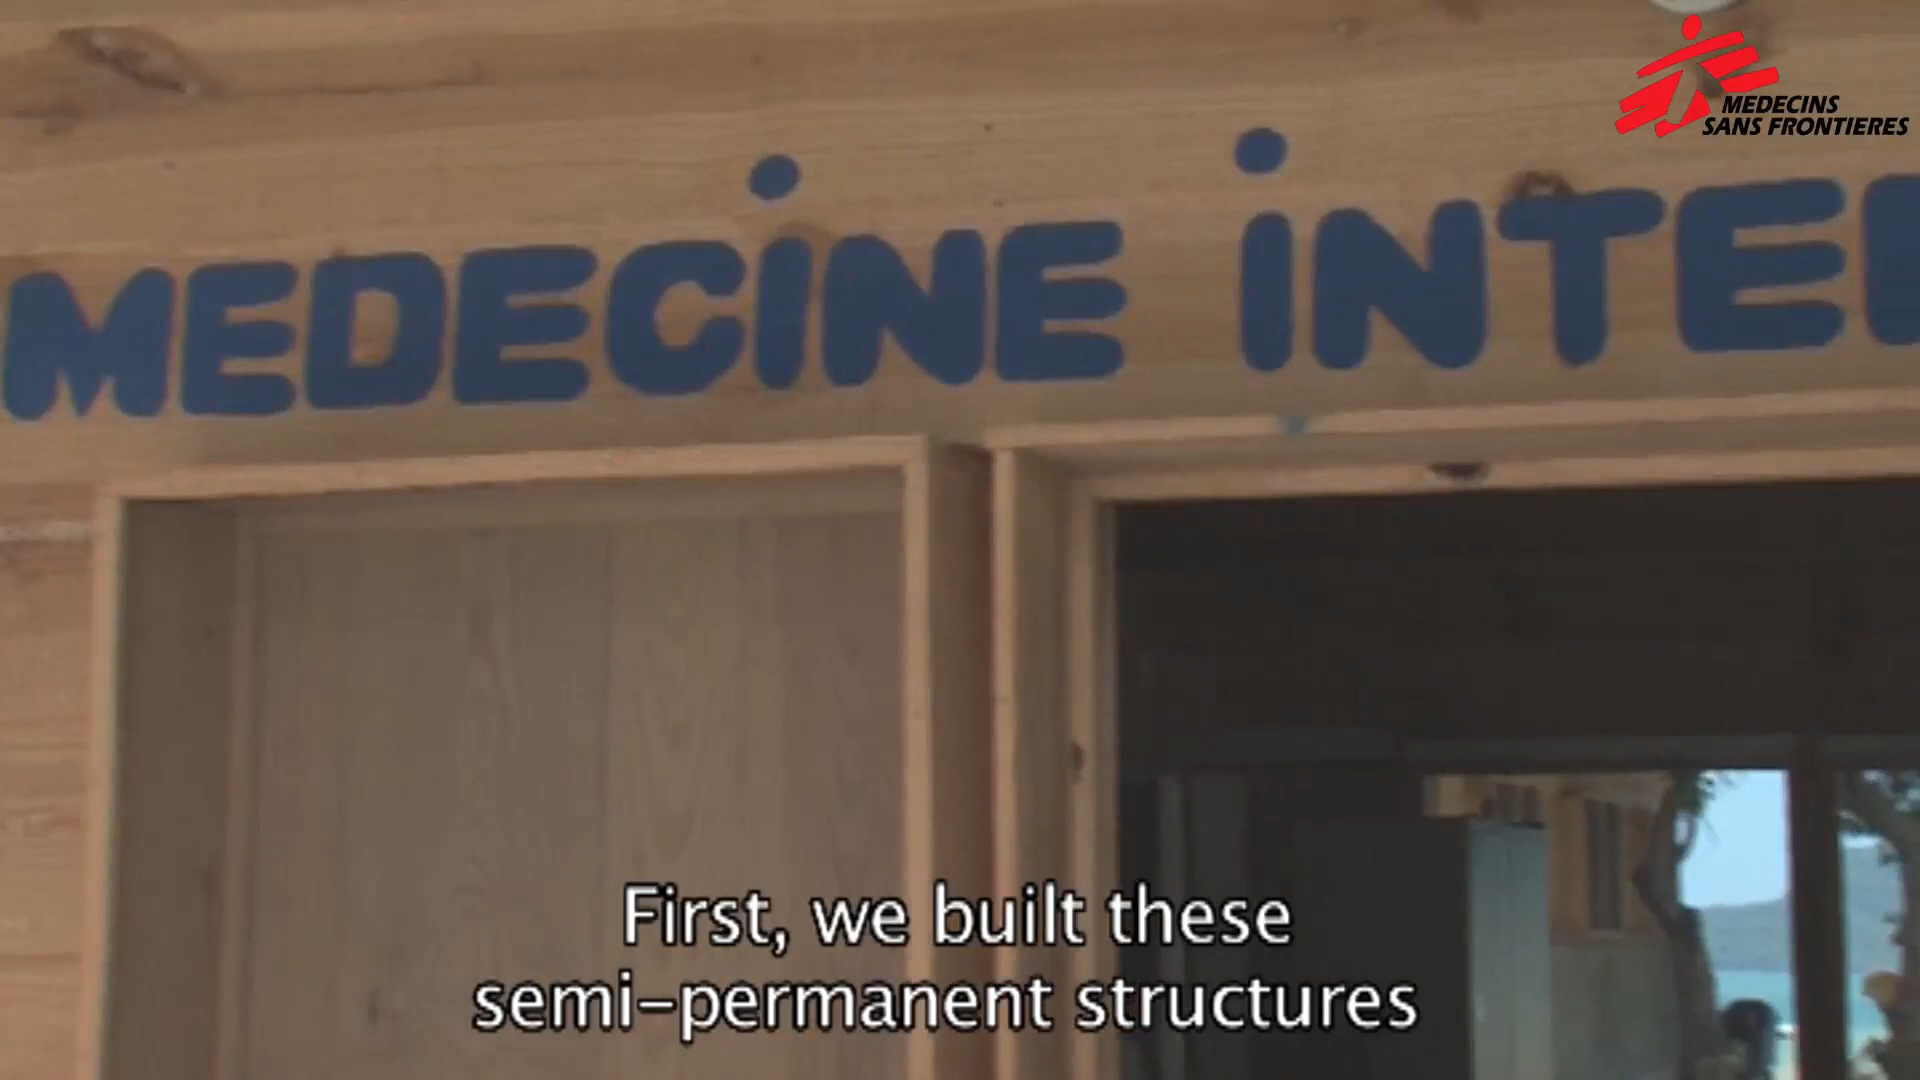 MEDECINS
SANS FRONTIERES
MEDECiNE iNTE
First, we built these
semi-permanent structures